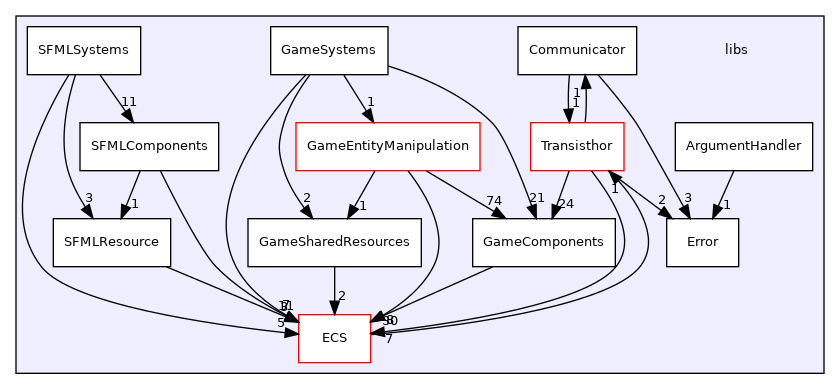 SFMLSystems
GameSystems
Communicator
libs
11
1
1
1
SFMLComponents
GameEntityManipulation
Transisthor
ArgumentHandler
3
1
2
1
74
21
24
1
2
3
1
SFMLResource
GameSharedResources
GameComponents
Error
2
5
7
ECS